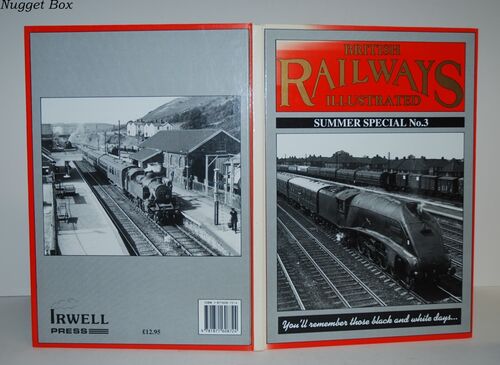 Nugget Box
BRITISH
RAILWAYS
ILLUSTRATED
SUMMER SPECIAL No.3
You'll remember those black and white days...
IRWELL
PRESS
£12.95